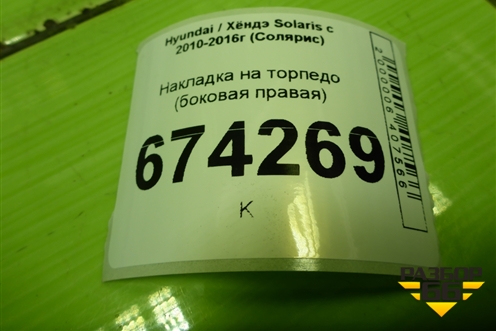 Hyundai / Хёндэ Solaris с
2010-2016г (Солярис)
Накладка на торпедо
(боковая правая)
674269
К
2000006407566
РАЗБОР